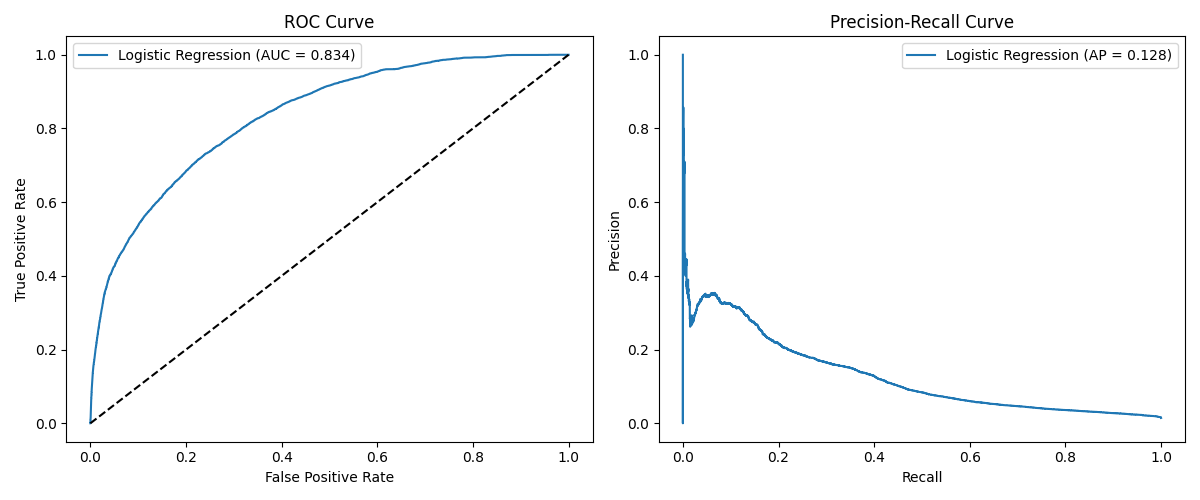 ROC Curve
Logistic Regression (AUC = 0.834)
True Positive Rate
1.0
0.8
0.6
0.4
0.2
0.0
0.0 0.2 0.4 0.6 0.8 1.0
False Positive Rate
Precision-Recall Curve
Logistic Regression (AP = 0.128)
Precision
1.0
0.8
0.6
0.4
0.2
0.0
0.0 0.2 0.4 0.6 0.8 1.0
Recall